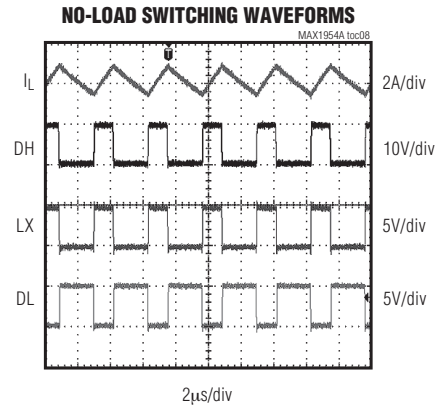 NO-LOAD SWITCHING WAVEFORMS
MAX1954A toc08
T
IL 2A/div
DH 10V/div
LX 5V/div
DL 5V/div
2μs/div